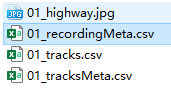 01_highway.jpg
01_recordingMeta.csv
01_tracks.csv
01_tracksMeta.csv